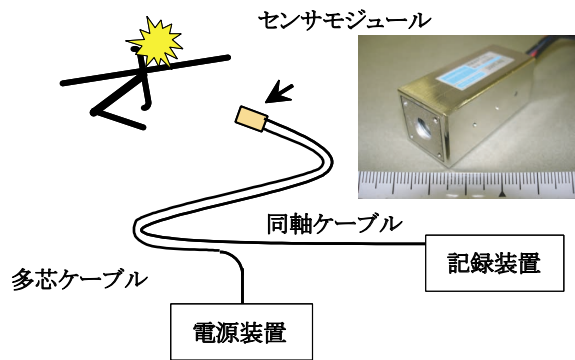 センサモジュール
同軸ケーブル
記録装置
多芯ケーブル
電源装置